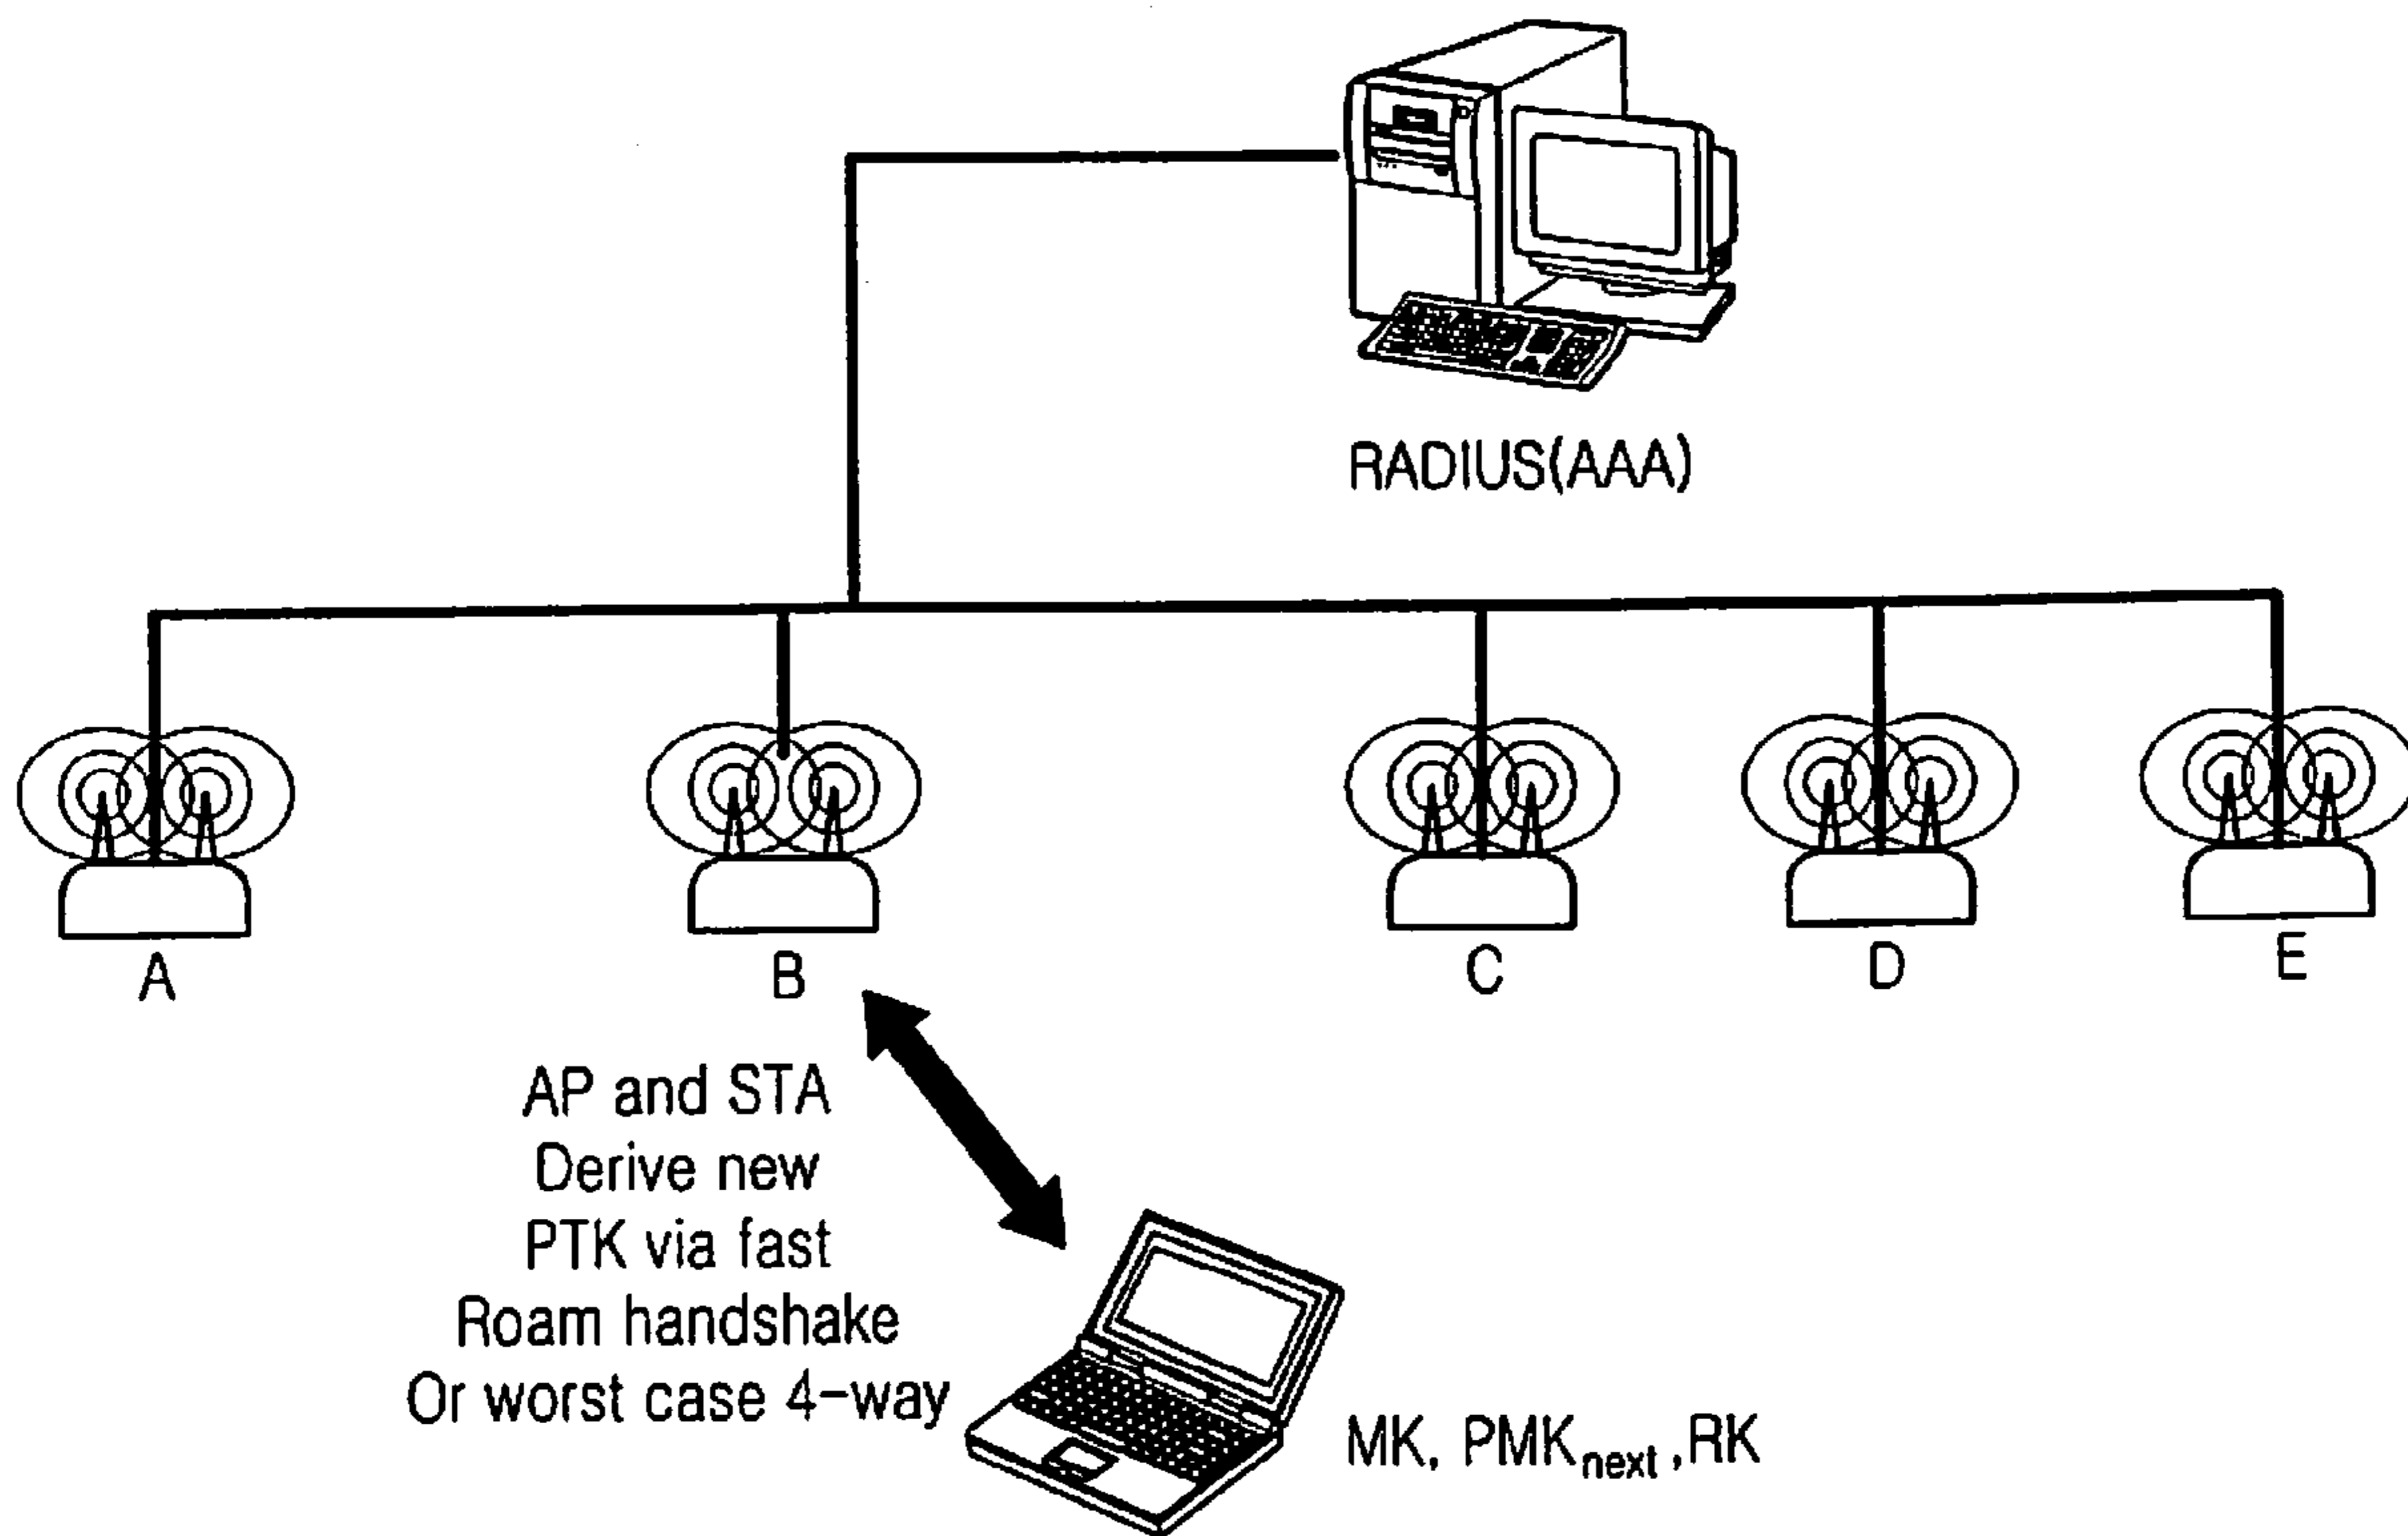 RADIUS(AAA)
A
B
C
D
E
AP and STA
Derive new
PTK via fast
Roam handshake
Or worst case 4-way
MK, PMKnext ,RK